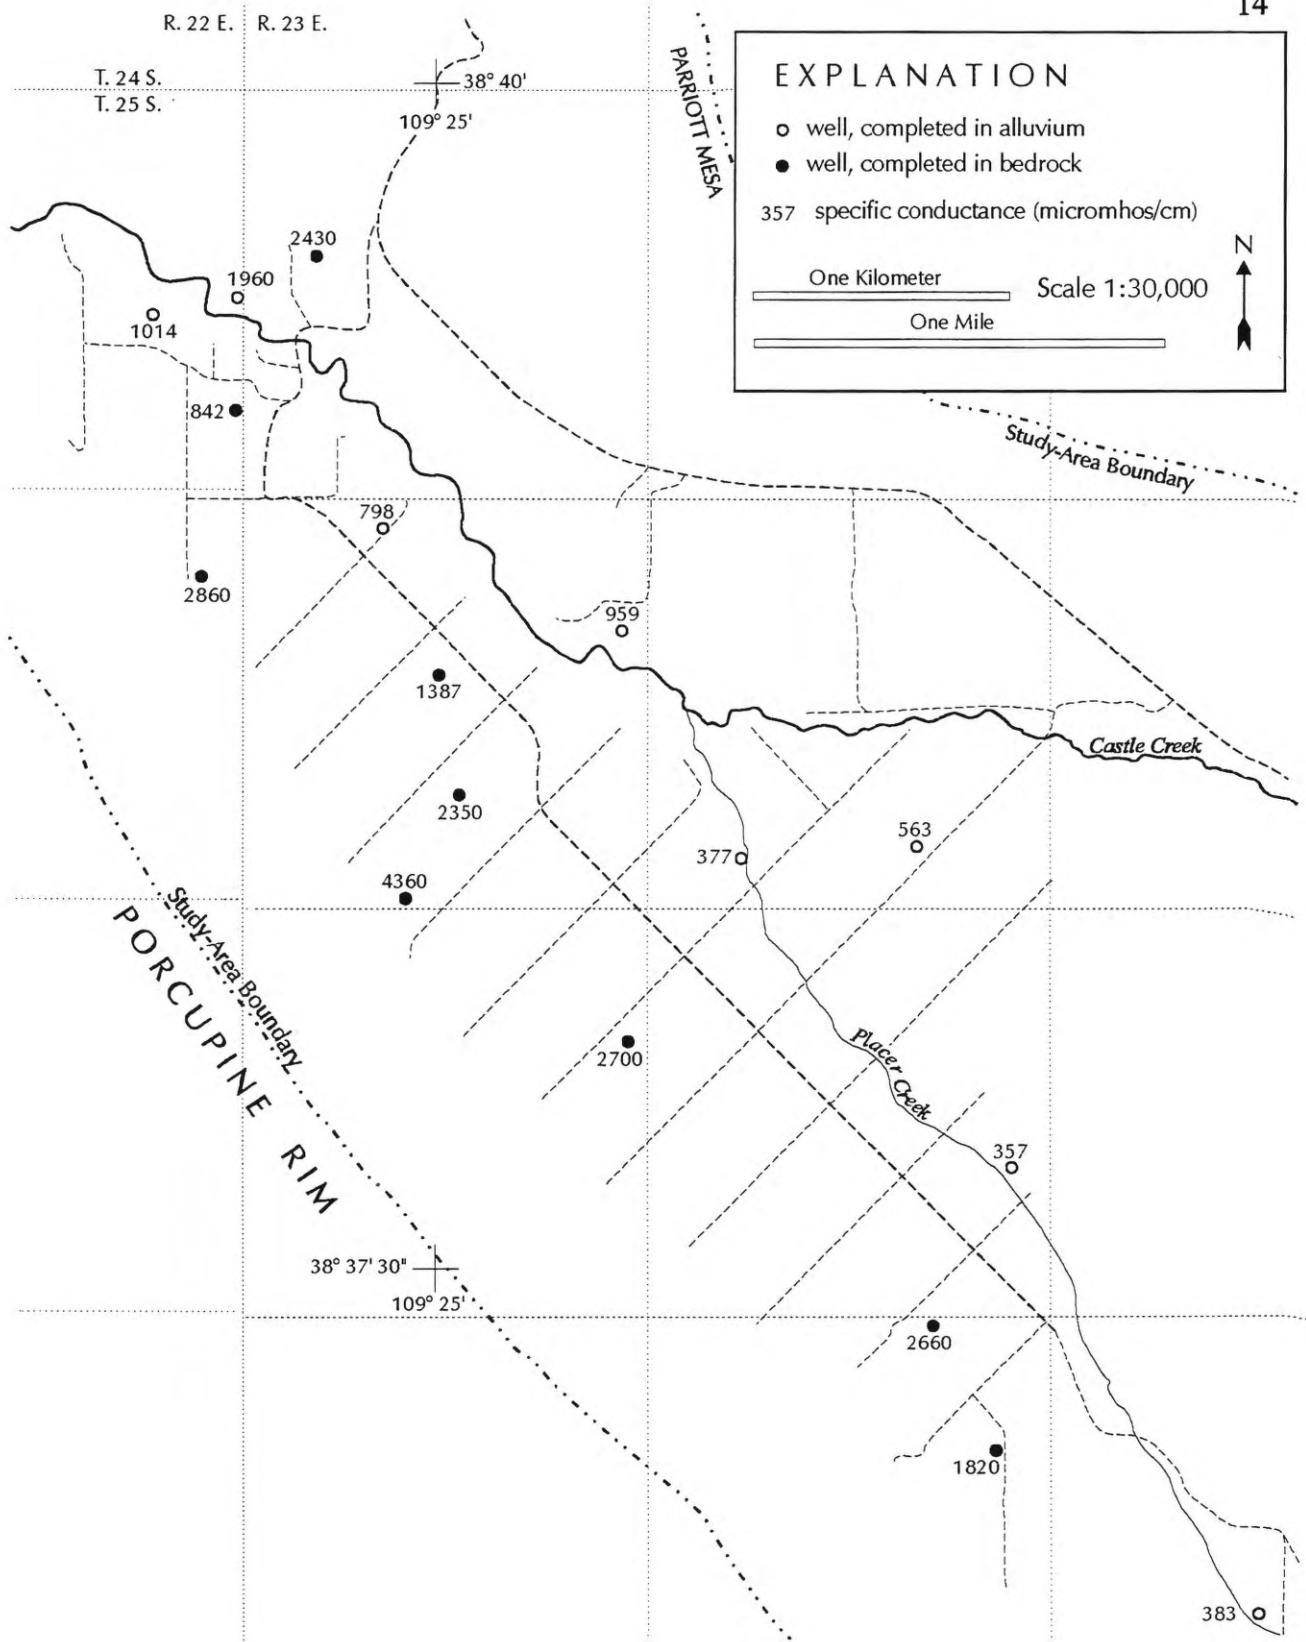 14
R. 22 E. R. 23 E.
T. 24 S.
T. 25 S.
38° 40'
109° 25'
PARRIOTT MESA
EXPLANATION
well, completed in alluvium
well, completed in bedrock
357 specific conductance (micromhos/cm)
N
One Kilometer
Scale 1:30,000
One Mile
2430
1960
1014
842
Study-Area Boundary
798
2860
959
1387
Castle Creek
2350
563
377
4360
Study-Area Boundary
PORCUPINE RIM
2700
Placer
Creek
357
38° 37' 30"
109° 25'
2660
1820
383